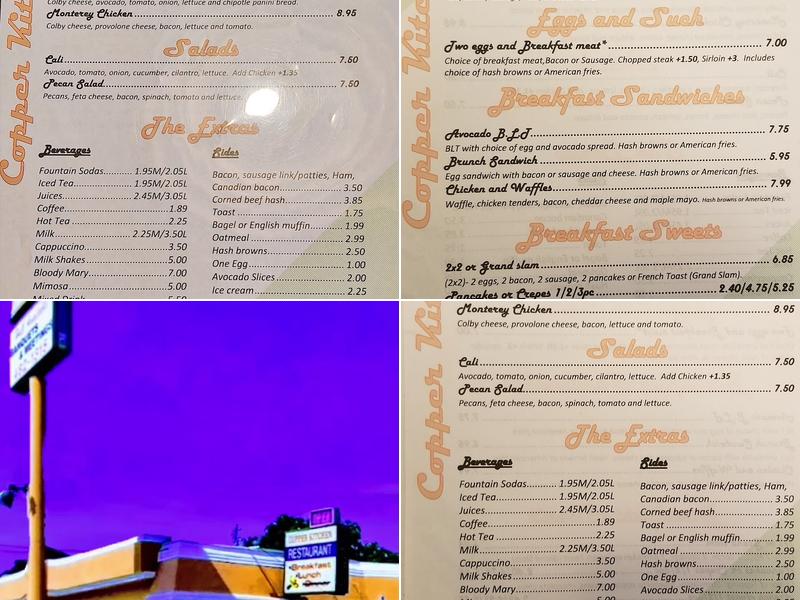 Colby cheese, avocado, tomato, onion, lettuce and chipotle panini bread.
Monterey Chicken 8.95
Colby cheese, provolone cheese, bacon, lettuce and tomato.
Salads
Cali 7.50
Avocado, tomato, onion, cucumber, cilantro, lettuce. Add Chicken +1.35
Pecan Salad 7.50
Pecans, feta cheese, bacon, spinach, tomato and lettuce.
The Extras
Beverages
Fountain Sodas 1.95M/2.05L
Iced Tea 1.95M/2.05L
Juices 2.45M/3.05L
Coffee 1.89
Hot Tea 2.25
Milk 2.25M/3.50L
Cappuccino 3.50
Milk Shakes 5.00
Bloody Mary 7.00
Mimosa 5.00
Mixed Drink 5.50
Sides
Bacon, sausage link/patties, Ham,
Canadian bacon 3.50
Corned beef hash 3.85
Toast 1.75
Bagel or English muffin 1.99
Oatmeal 2.99
Hash browns 2.50
One Egg 1.00
Avocado Slices 2.00
Ice cream 2.25
Copper Kit
Eggs and Such
Two eggs and Breakfast meat* 7.00
Choice of breakfast meat,Bacon or Sausage. Chopped steak +1.50, Sirloin +3. Includes
choice of hash browns or American fries.
Breakfast Sandwiches
Avocado B.L.T 7.75
BLT with choice of egg and avocado spread. Hash browns or American fries.
Brunch Sandwich 5.95
Egg sandwich with bacon or sausage and cheese. Hash browns or American fries.
Chicken and Waffles 7.99
Waffle, chicken tenders, bacon, cheddar cheese and maple mayo. Hash browns or American fries.
Breakfast Sweets
2x2 or Grand slam 6.85
(2x2)- 2 eggs, 2 bacon, 2 sausage, 2 pancakes or French Toast (Grand Slam).
Pancakes or Crepes 1/2/3pc 2.40/4.75/5.25
Copper Kit
BANQUETS
& MEETINGS
COPPER KITCHEN
RESTAURANT
Breakfast
Lunch
Dinner
Monterey Chicken 8.95
Colby cheese, provolone cheese, bacon, lettuce and tomato.
Salads
Cali 7.50
Avocado, tomato, onion, cucumber, cilantro, lettuce. Add Chicken +1.35
Pecan Salad 7.50
Pecans, feta cheese, bacon, spinach, tomato and lettuce.
The Extras
Beverages
Fountain Sodas 1.95M/2.05L
Iced Tea 1.95M/2.05L
Juices 2.45M/3.05L
Coffee 1.89
Hot Tea 2.25
Milk 2.25M/3.50L
Cappuccino 3.50
Milk Shakes 5.00
Bloody Mary 7.00
Sides
Bacon, sausage link/patties, Ham,
Canadian bacon 3.50
Corned beef hash 3.85
Toast 1.75
Bagel or English muffin 1.99
Oatmeal 2.99
Hash browns 2.50
One Egg 1.00
Avocado Slices 2.00
Copper Kit